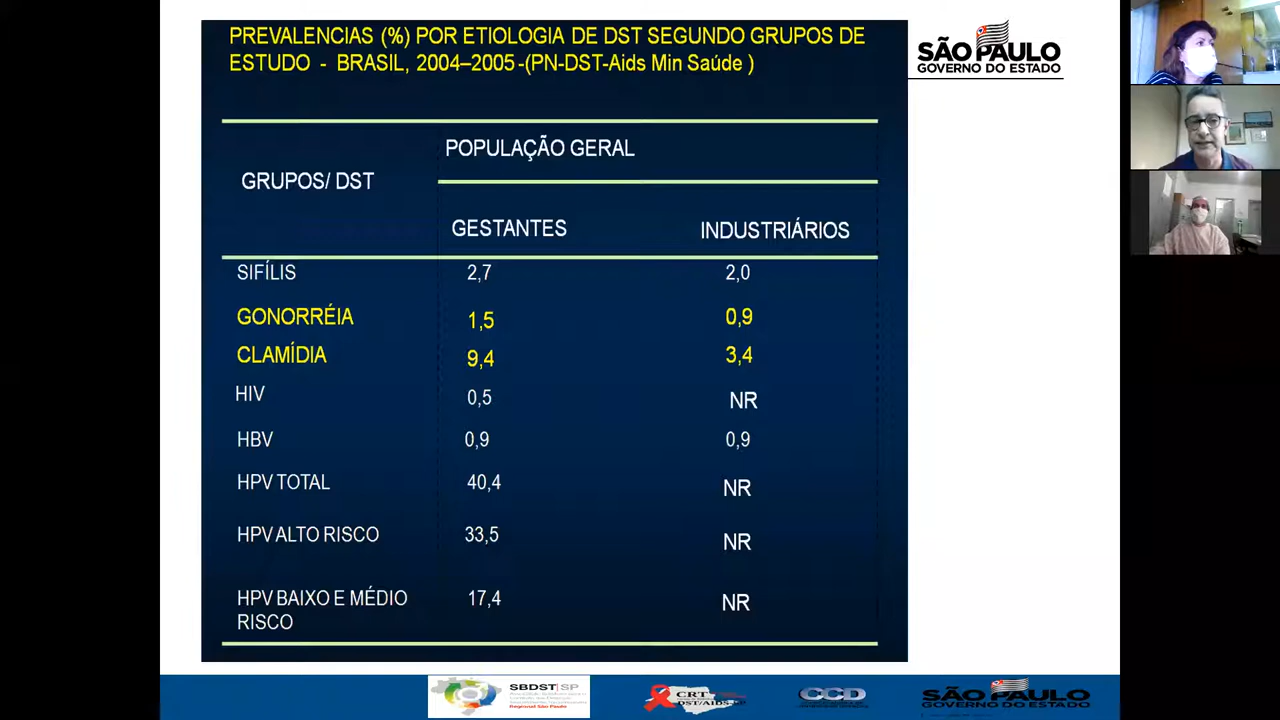 PREVALENCIAS (%) POR ETIOLOGIA DE DST SEGUNDO GRUPOS DE
ESTUDO - BRASIL, 2004–2005 -(PN-DST-Aids Min Saúde )
SÃO PAULO
GOVERNO DO ESTADO
POPULAÇÃO GERAL
GRUPOS/ DST
GESTANTES INDUSTRIÁRIOS
SIFÍLIS 2,7 2,0
GONORRÉIA 1,5 0,9
CLAMÍDIA 9,4 3,4
HIV 0,5 NR
HBV 0,9 0,9
HPV TOTAL 40,4 NR
HPV ALTO RISCO 33,5 NR
HPV BAIXO E MÉDIO 17,4 NR
RISCO
SBDST SP
Regional São Paulo
CRT
DST/AIDS-SP
CCD
SÃO PAULO
GOVERNO DO ESTADO